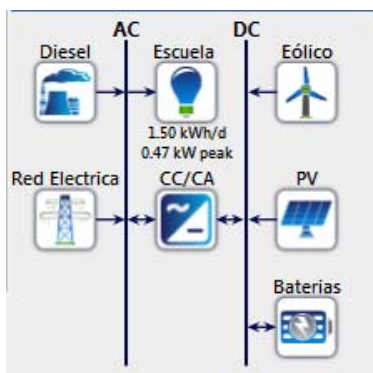 AC DC
Diesel Escuela Eólico
1.50 kWh/d
0.47 kW peak
Red Electrica CC/CA PV
Baterias